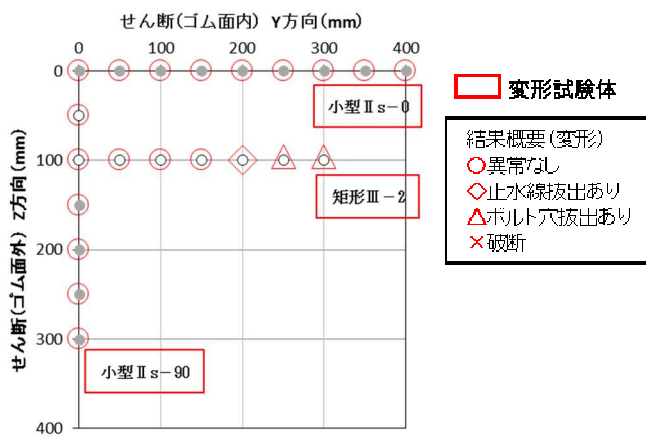 せん断(ゴム面内) Y方向(mm)
0 100 200 300 400
0
100
200
300
400
せん断(ゴム面外) Z方向(mm)
小型Ⅱs-0
矩形Ⅲ-2
小型Ⅱs-90
変形試験体
結果概要(変形)
○異常なし
◇止水線抜出あり
△ボルト穴抜出あり
×破断